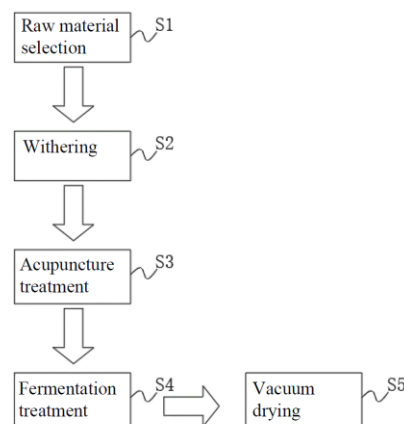 Raw material
selection
S1
Withering
S2
Acupuncture
treatment
S3
Fermentation
treatment
S4
Vacuum
drying
S5